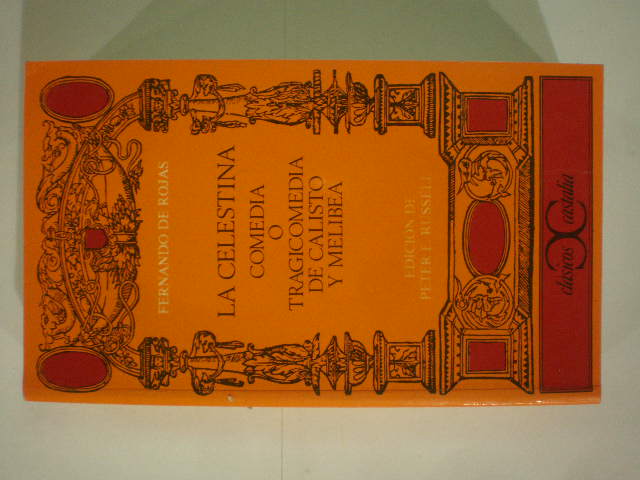 FERNANDO DE ROJAS
LA CELESTINA
COMEDIA
O
TRAGICOMEDIA
DE CALISTO
Y MELIBEA
EDICIÓN DE
PETER E. RUSSELL
clásicos castalia